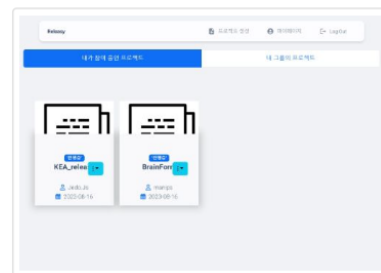 Releasy
프로젝트 생성
마이페이지
LogOut
내가 참여 중인 프로젝트
내 그룹의 프로젝트
진행중
KEA_releas
2023-08-16
진행중
BrainForc
2023-08-16